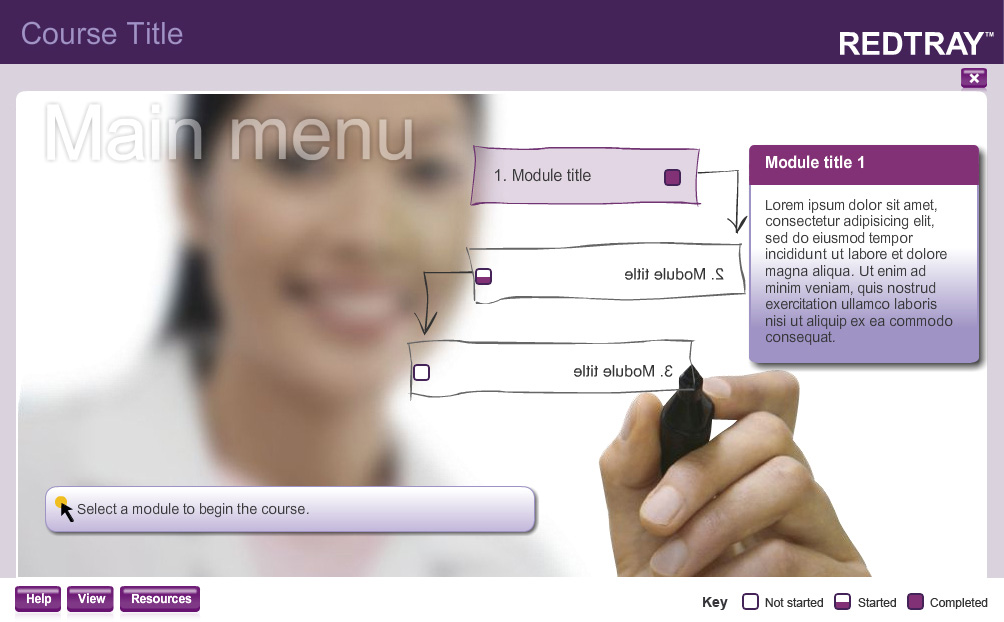 Course Title
REDTRAY™
Main menu
1. Module title
Module title 1
Lorem ipsum dolor sit amet,
consectetur adipisicing elit,
sed do eiusmod tempor
incididunt ut labore et dolore
magna aliqua. Ut enim ad
minim veniam, quis nostrud
exercitation ullamco laboris
nisi ut aliquip ex ea commodo
consequat.
2. Module title
3. Module title
Select a module to begin the course.
Help View Resources
Key Not started Started Completed